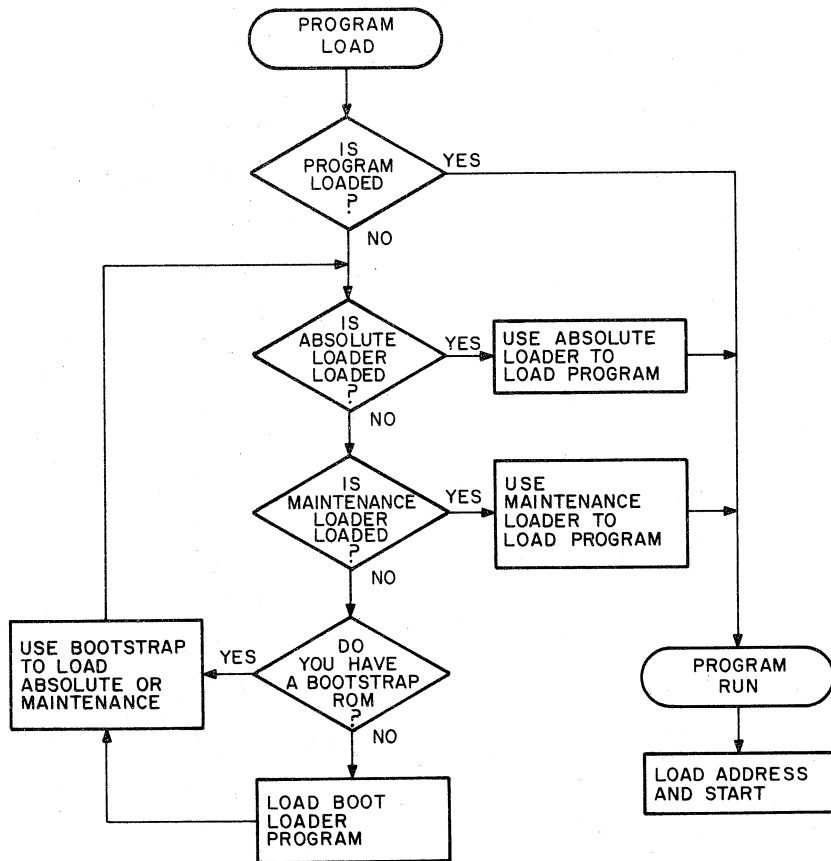 PROGRAM
LOAD
IS
PROGRAM
LOADED
?
YES
NO
IS
ABSOLUTE
LOADER
LOADED
?
YES
USE ABSOLUTE
LOADER TO
LOAD PROGRAM
NO
IS
MAINTENANCE
LOADER
LOADED
?
YES
USE
MAINTENANCE
LOADER TO
LOAD PROGRAM
NO
DO
YOU HAVE
A BOOTSTRAP
ROM
?
YES
USE BOOTSTRAP
TO LOAD
ABSOLUTE OR
MAINTENANCE
NO
LOAD BOOT
LOADER
PROGRAM
PROGRAM
RUN
LOAD ADDRESS
AND START